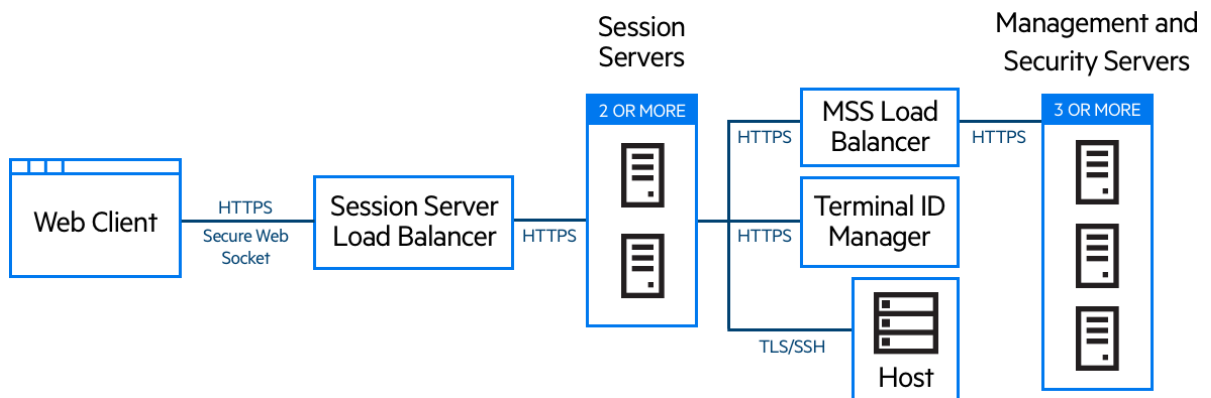 Session
Servers
Management and
Security Servers
2 OR MORE
MSS Load
Balancer
3 OR MORE
HTTPS
HTTPS
Web Client
HTTPS
Secure Web
Socket
Session Server
Load Balancer
HTTPS
Terminal ID
Manager
HTTPS
TLS/SSH
Host